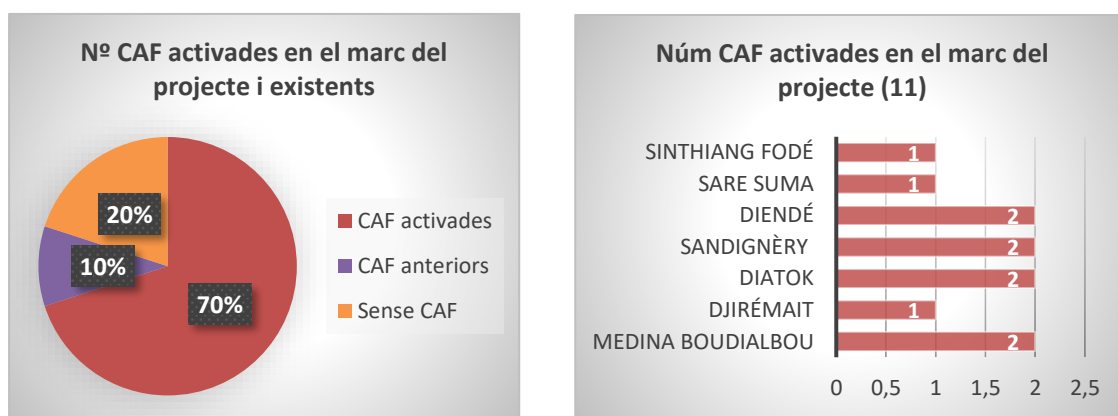 Nº CAF activades en el marc del
projecte i existents
20%
10%
70%
CAF activades
CAF anteriors
Sense CAF
Núm CAF activades en el marc del
projecte (11)
SINTHIANG FODÉ 1
SARE SUMA 1
DIENDÉ 2
SANDIGNÈRY 2
DIATOK 2
DJIRÉMAIT 1
MEDINA BOUDIALBOU 2
0 0,5 1 1,5 2 2,5